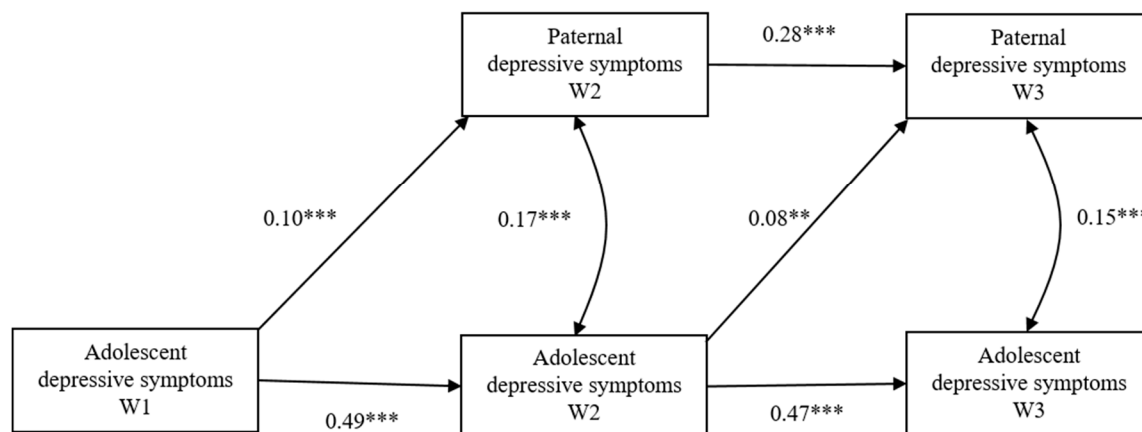 Paternal
depressive symptoms
W2
0.28***
Paternal
depressive symptoms
W3
0.10***
0.17***
0.08**
0.15***
Adolescent
depressive symptoms
W1
0.49***
Adolescent
depressive symptoms
W2
0.47***
Adolescent
depressive symptoms
W3